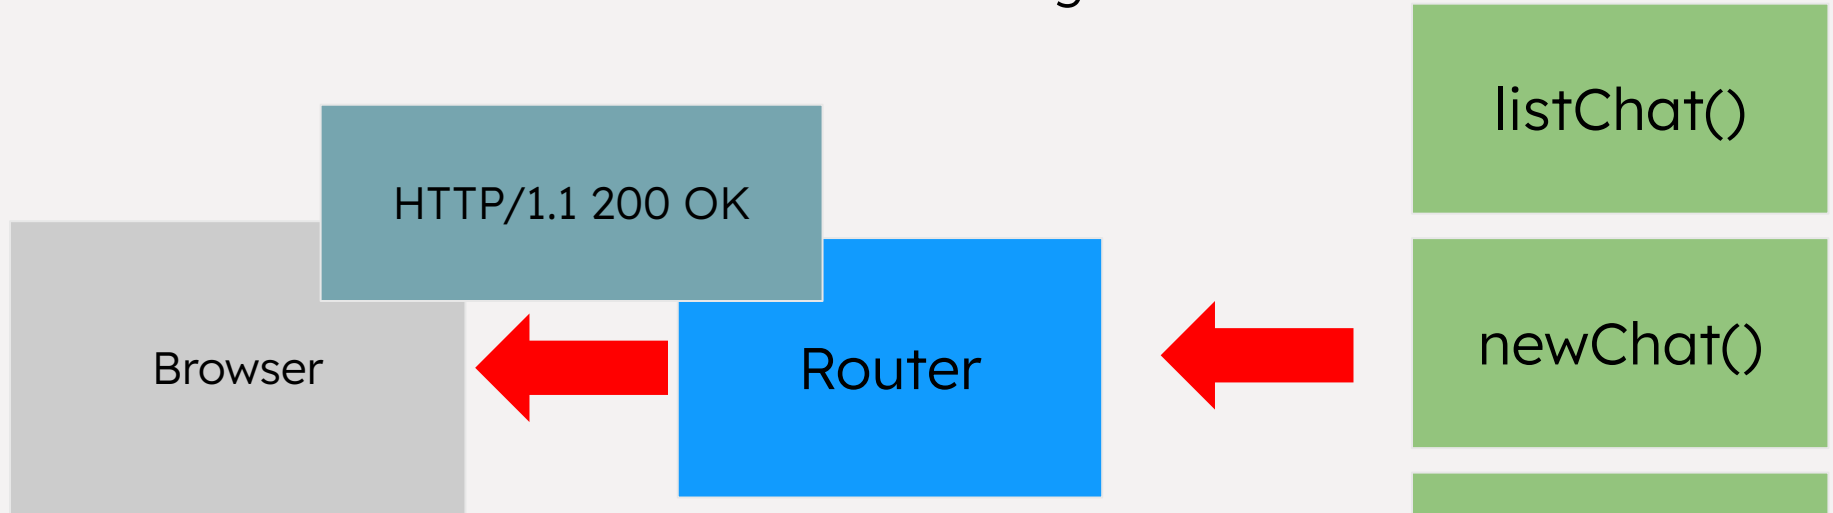 listChat()
HTTP/1.1 200 OK
Browser
Router
newChat()